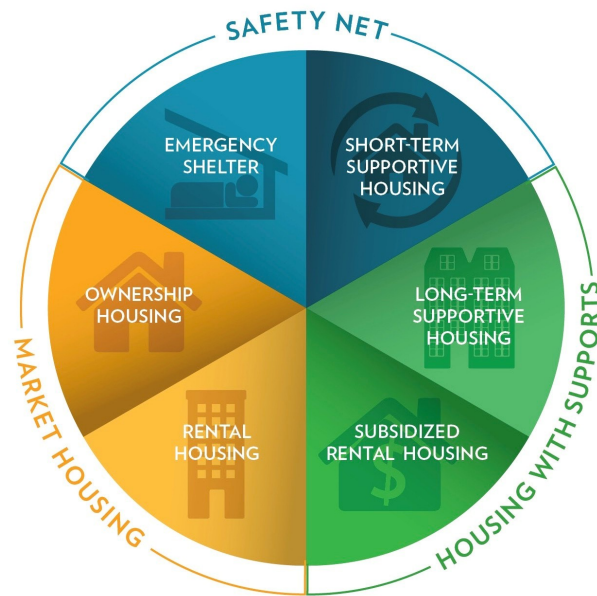 SAFETY NET
EMERGENCY
SHELTER
SHORT-TERM
SUPPORTIVE
HOUSING
OWNERSHIP
HOUSING
LONG-TERM
SUPPORTIVE
HOUSING
RENTAL
HOUSING
SUBSIDIZED
RENTAL HOUSING
$
MARKET HOUSING
HOUSING WITH SUPPORTS